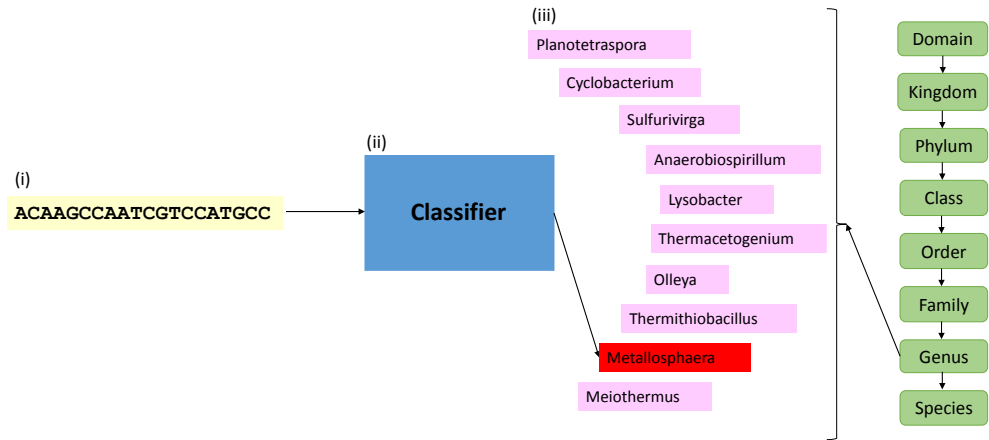 (i)
ACAAGCCAATCGTCCATGCC
(ii)
Classifier
(iii)
Planotetraspora
Cyclobacterium
Sulfurivirga
Anaerobiospirillum
Lysobacter
Thermacetogenium
Olleya
Thermithiobacillus
Metallosphaera
Meiothermus
Domain
Kingdom
Phylum
Class
Order
Family
Genus
Species